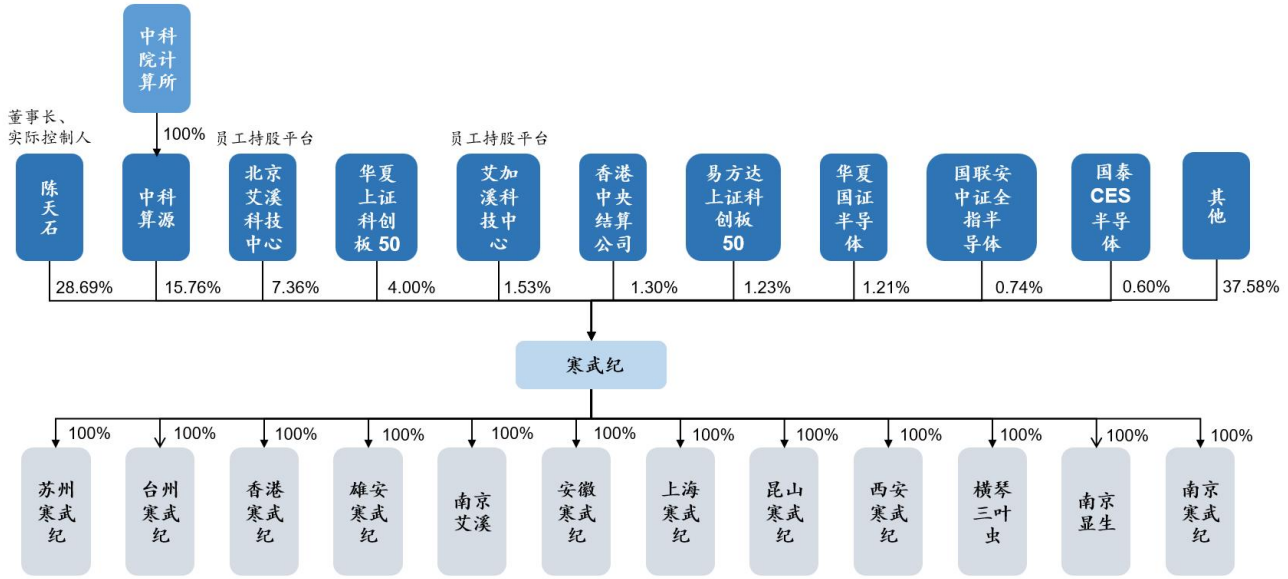 中科
院计
算所
董事长、
实际控制人
100%
员工持股平台
员工持股平台
陈
天
石
中科
算源
北京
艾溪
科技
中心
华夏
上证
科创
板 50
艾加
溪科
技中
心
香港
中央
结算
公司
易方达
上证科
创板
50
华夏
国证
半导
体
国联安
中证全
指半
导体
国泰
CES
半导
体
其
他
28.69%
15.76%
7.36%
4.00%
1.53%
1.30%
1.23%
1.21%
0.74%
0.60%
37.58%
寒武纪
100%
100%
100%
100%
100%
100%
100%
100%
100%
100%
100%
100%
苏州
寒武
纪
台州
寒武
纪
香港
寒武
纪
雄安
寒武
纪
南京
艾溪
安徽
寒武
纪
上海
寒武
纪
昆山
寒武
纪
西安
寒武
纪
横琴
三叶
虫
南京
显生
南京
寒武
纪